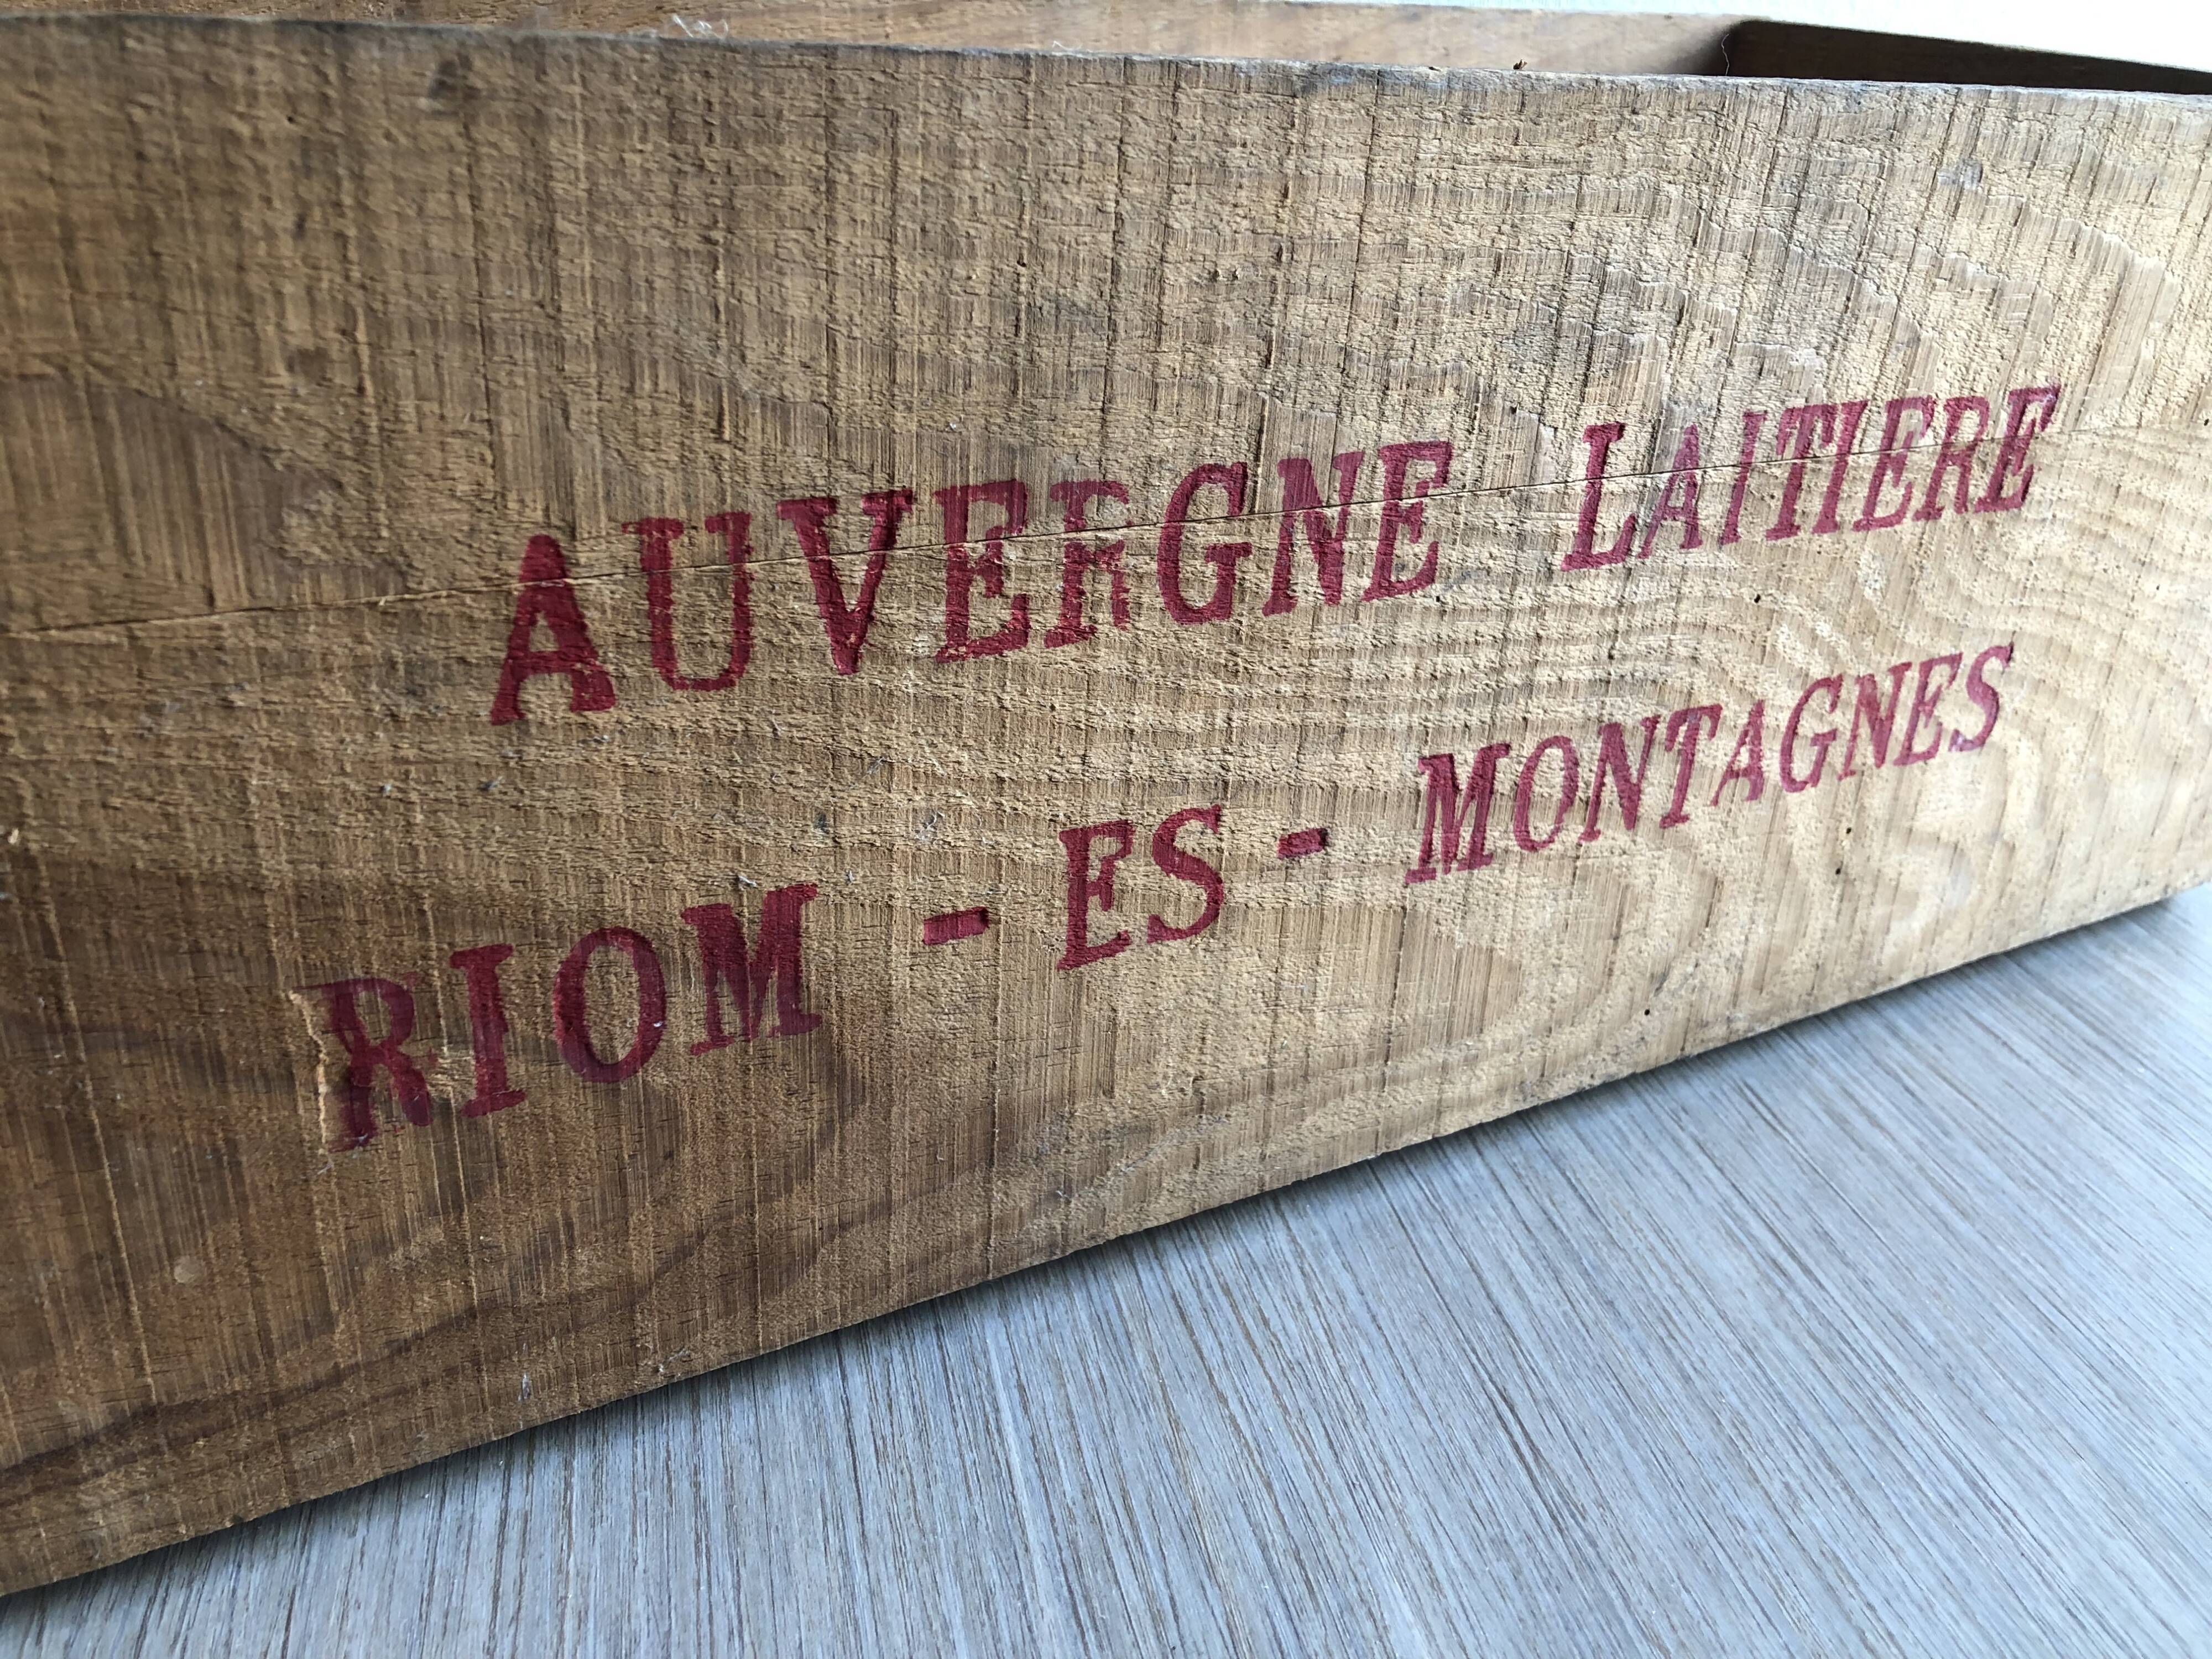 AUVERGNE LAITIERE
RIOM - ES - MONTAGNES